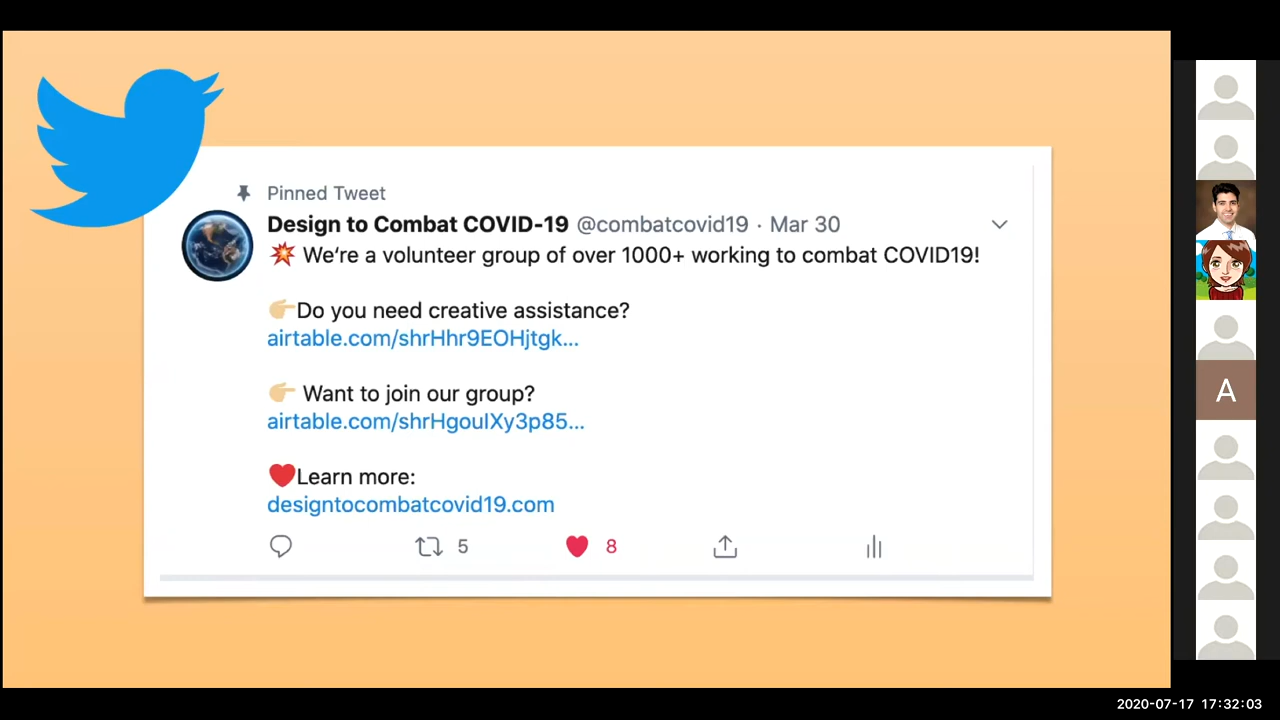 Pinned Tweet
Design to Combat COVID-19 @combatcovid19 · Mar 30
💥 We're a volunteer group of over 1000+ working to combat COVID19!
👉Do you need creative assistance?
airtable.com/shrHhr9EOHjtgk...
👉 Want to join our group?
airtable.com/shrHgoulXy3p85...
❤️Learn more:
designtocombatcovid19.com
5 8
A
2020-07-17 17:32:03